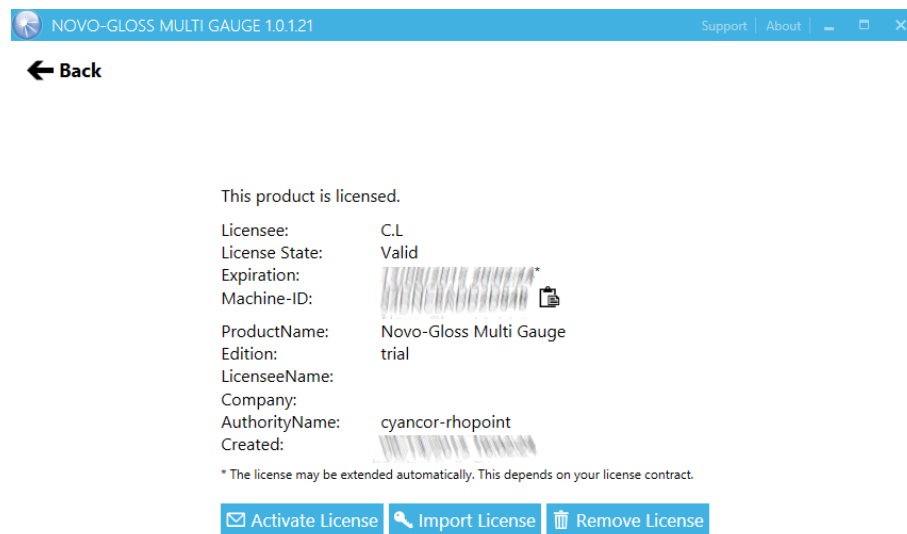 NOVO-GLOSS MULTI GAUGE 1.0.1.21 Support | About |
Back
This product is licensed.
Licensee: C.L
License State: Valid
Expiration: *
Machine-ID:
ProductName: Novo-Gloss Multi Gauge
Edition: trial
LicenseeName:
Company:
AuthorityName: cyancor-rhopoint
Created:
* The license may be extended automatically. This depends on your license contract.
Activate License Import License Remove License